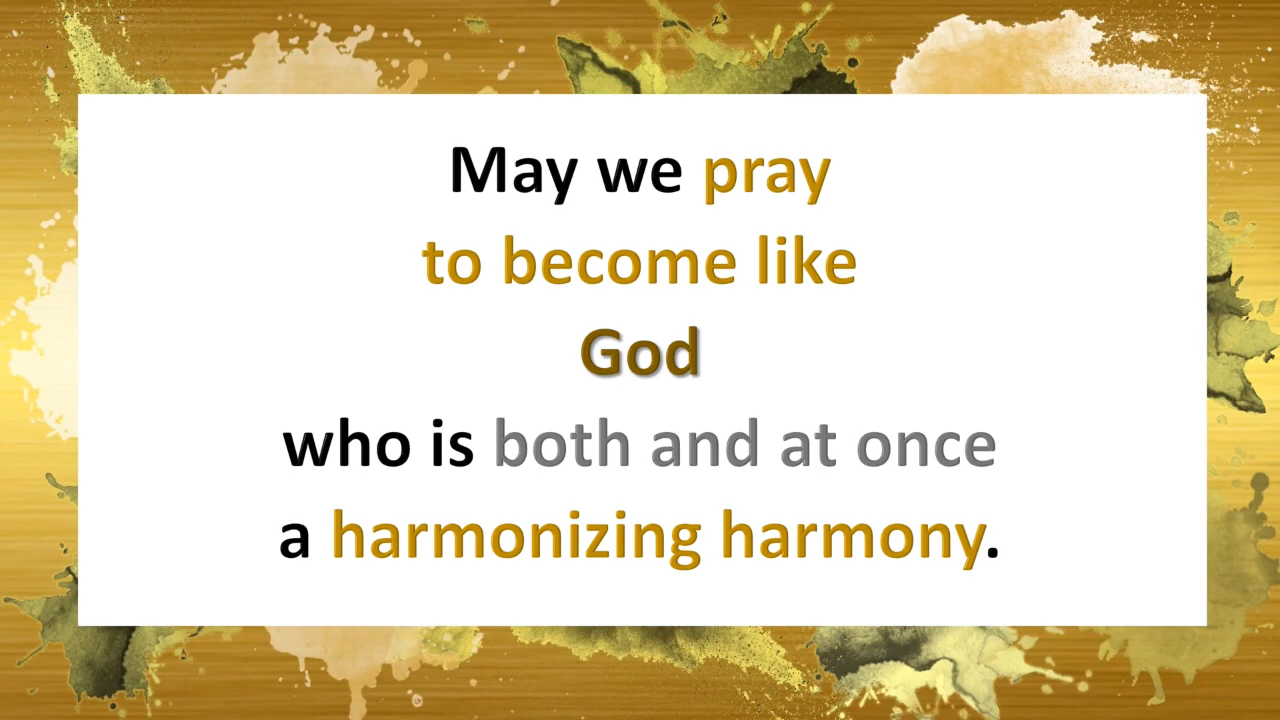 May we pray
to become like
God
who is both and at once
a harmonizing harmony.